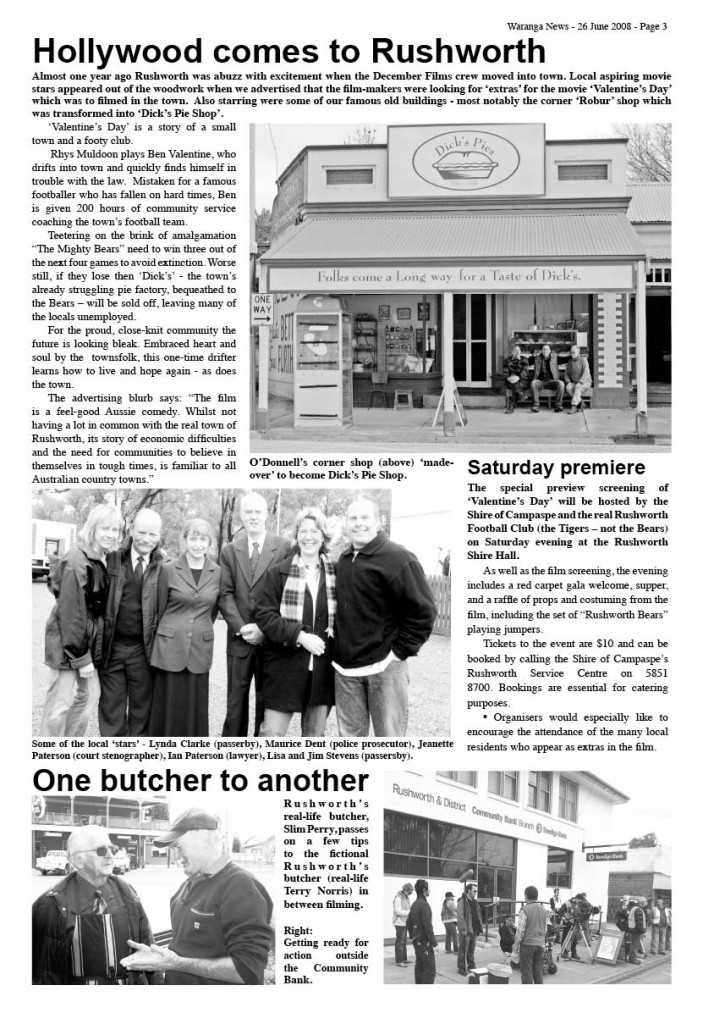 Waranga News - 26 June 2008 - Page 3
Hollywood comes to Rushworth
Almost one year ago Rushworth was abuzz with excitement when the December Films crew moved into town. Local aspiring movie
stars appeared out of the woodwork when we advertised that the film-makers were looking for ‘extras’ for the movie ‘Valentine’s Day’
which was to filmed in the town. Also starring were some of our famous old buildings - most notably the corner ‘Robur’ shop which
was transformed into ‘Dick’s Pie Shop’.
‘Valentine’s Day’ is a story of a small
town and a footy club.
Rhys Muldoon plays Ben Valentine, who
drifts into town and quickly finds himself in
trouble with the law. Mistaken for a famous
footballer who has fallen on hard times, Ben
is given 200 hours of community service
coaching the town’s football team.
Teetering on the brink of amalgamation
“The Mighty Bears” need to win three out of
the next four games to avoid extinction. Worse
still, if they lose then ‘Dick’s’ - the town’s
already struggling pie factory, bequeathed to
the Bears – will be sold off, leaving many of
the locals unemployed.
For the proud, close-knit community the
future is looking bleak. Embraced heart and
soul by the townsfolk, this one-time drifter
learns how to live and hope again - as does
the town.
The advertising blurb says: “The film
is a feel-good Aussie comedy. Whilst not
having a lot in common with the real town of
Rushworth, its story of economic difficulties
and the need for communities to believe in
themselves in tough times, is familiar to all
Australian country towns.”
Dick's Pies
Folks come a Long way for a Taste of Dick's.
ONE
WAY
O’Donnell’s corner shop (above) ‘made-
over’ to become Dick’s Pie Shop.
Saturday premiere
The special preview screening of
‘Valentine’s Day’ will be hosted by the
Shire of Campaspe and the real Rushworth
Football Club (the Tigers – not the Bears)
on Saturday evening at the Rushworth
Shire Hall.
As well as the film screening, the evening
includes a red carpet gala welcome, supper,
and a raffle of props and costuming from the
film, including the set of “Rushworth Bears”
playing jumpers.
Tickets to the event are $10 and can be
booked by calling the Shire of Campaspe’s
Rushworth Service Centre on 5851
8700. Bookings are essential for catering
purposes.
• Organisers would especially like to
encourage the attendance of the many local
residents who appear as extras in the film.
Some of the local ‘stars’ - Lynda Clarke (passerby), Maurice Dent (police prosecutor), Jeanette
Paterson (court stenographer), Ian Paterson (lawyer), Lisa and Jim Stevens (passersby).
One butcher to another
Rushworth’s
real-life butcher,
Slim Perry, passes
on a few tips
to the fictional
Rushworth’s
butcher (real-life
Terry Norris) in
between filming.
Right:
Getting ready for
action outside
the Community
Bank.
Rushworth & District Community Bank Branch Bendigo Bank
Bendigo Bank